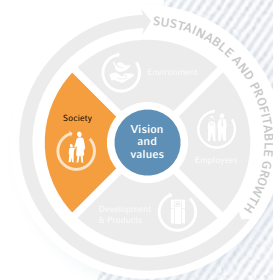 SUSTAINABLE AND PROFITABLE GROWTH
Environment
Society
Vision
and
values
Employees
Development
& Products